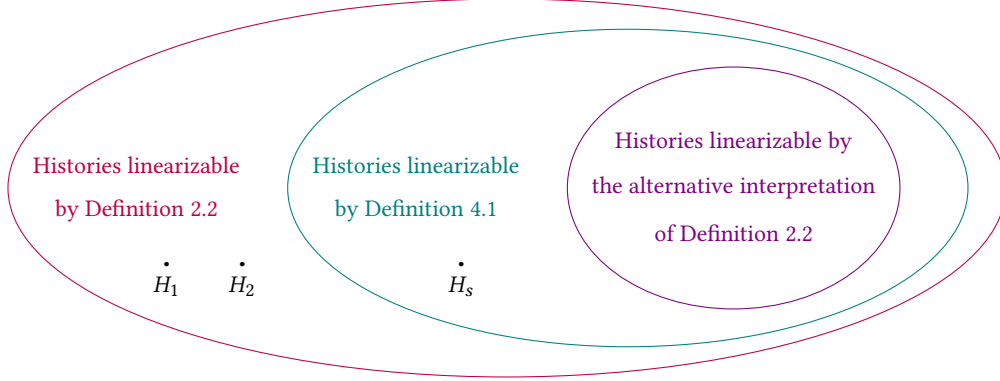 Histories linearizable
by Definition 2.2
H1
H2
Histories linearizable
by Definition 4.1
Hs
Histories linearizable by
the alternative interpretation
of Definition 2.2